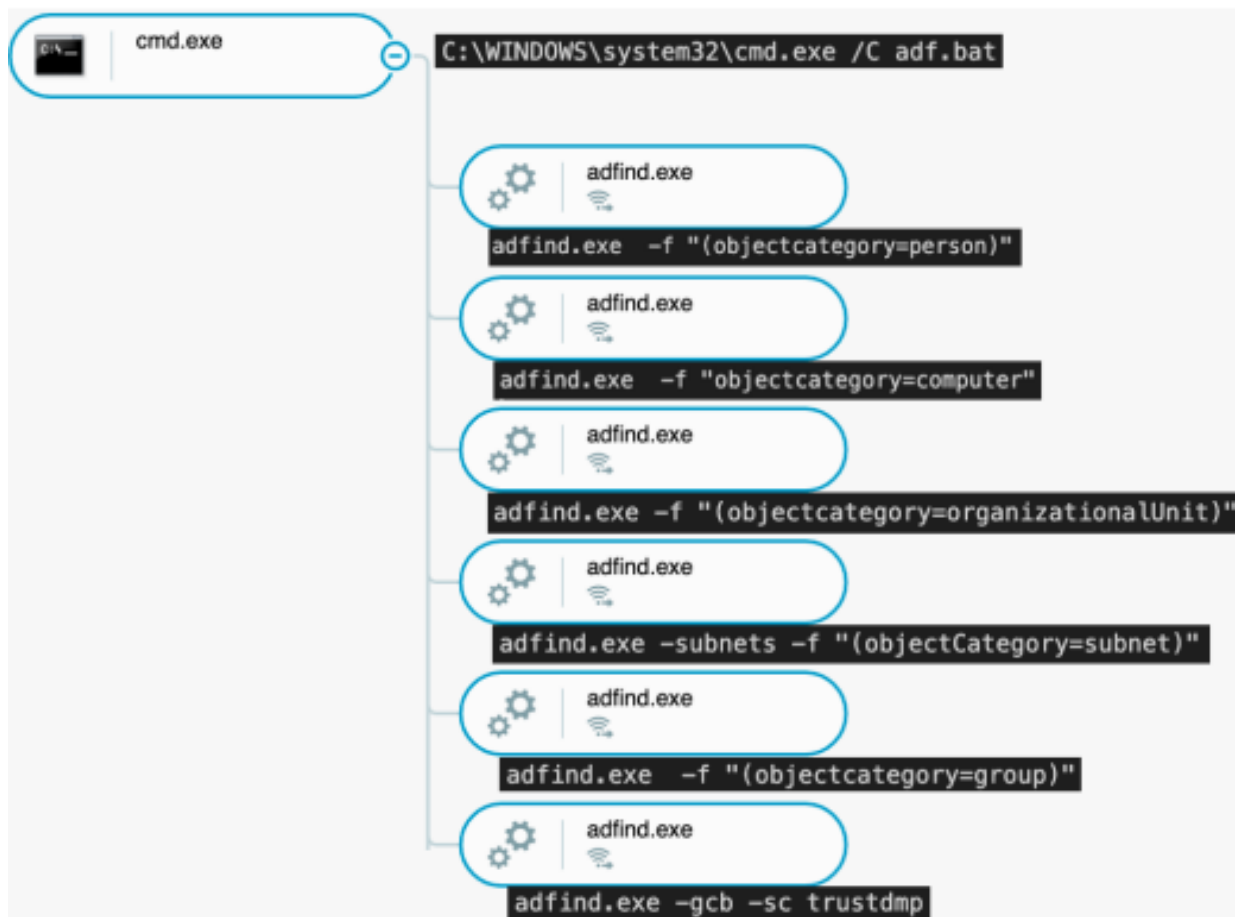 cmd.exe
C:\WINDOWS\system32\cmd.exe /C adf.bat
adfind.exe
adfind.exe  -f "(objectcategory=person)"
adfind.exe
adfind.exe  -f "objectcategory=computer"
adfind.exe
adfind.exe -f "(objectcategory=organizationalUnit)"
adfind.exe
adfind.exe -subnets -f "(objectCategory=subnet)"
adfind.exe
adfind.exe  -f "(objectcategory=group)"
adfind.exe
adfind.exe -gcb -sc trustdmp